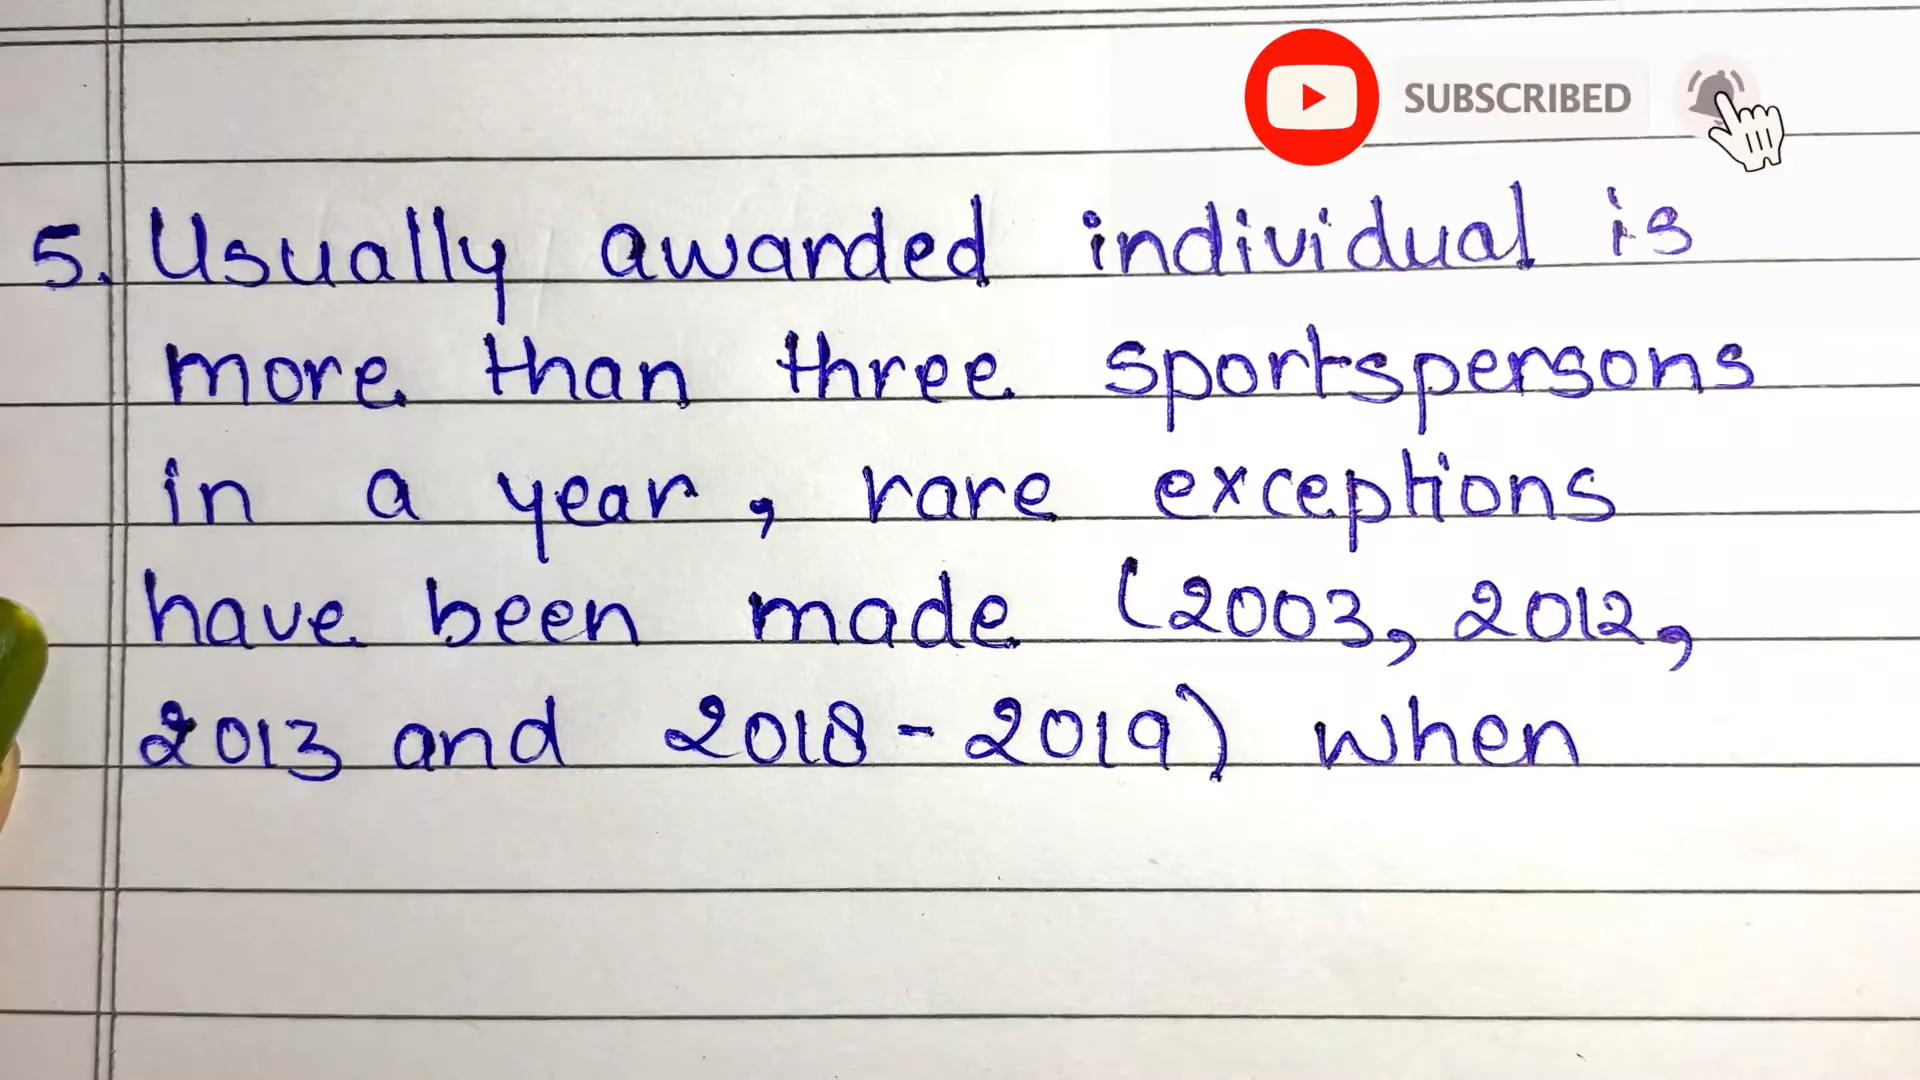 SUBSCRIBED
5. Usually awarded individual is
more than three sportspersons
in a year, rare exceptions
have been made (2003, 2012,
2013 and 2018-2019) when